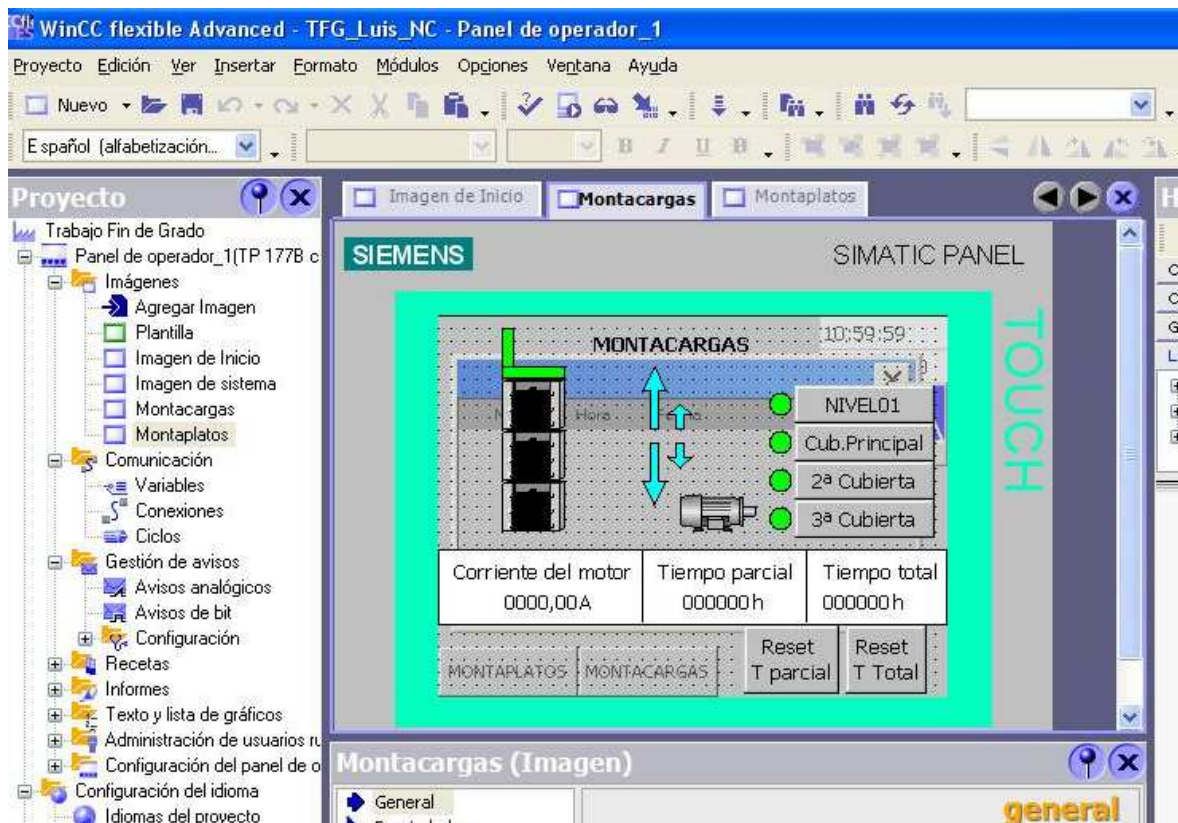 WinCC flexible Advanced - TFG_Luis_NC - Panel de operador_1
Proyecto Edición Ver Insertar Formato Módulos Opciones Ventana Ayuda
Nuevo
Español (alfabetización...
B I U
Proyecto
Trabajo Fin de Grado
Panel de operador_1(TP 177B c
Imágenes
Agregar Imagen
Plantilla
Imagen de Inicio
Imagen de sistema
Montacargas
Montaplatos
Comunicación
Variables
Conexiones
Ciclos
Gestión de avisos
Avisos analógicos
Avisos de bit
Configuración
Recetas
Informes
Texto y lista de gráficos
Administración de usuarios ru
Configuración del panel de o
Configuración del idioma
Idiomas del proyecto
Imagen de Inicio Montacargas Montaplatos
SIEMENS SIMATIC PANEL
TOUCH
MONTACARGAS 10:59:59
Hora
NIVEL01
Cub.Principal
2ª Cubierta
3ª Cubierta
Corriente del motor Tiempo parcial Tiempo total
0000,00A 000000h 000000h
MONTAPLATOS MONTACARGAS Reset T parcial Reset T Total
Montacargas (Imagen)
General
general